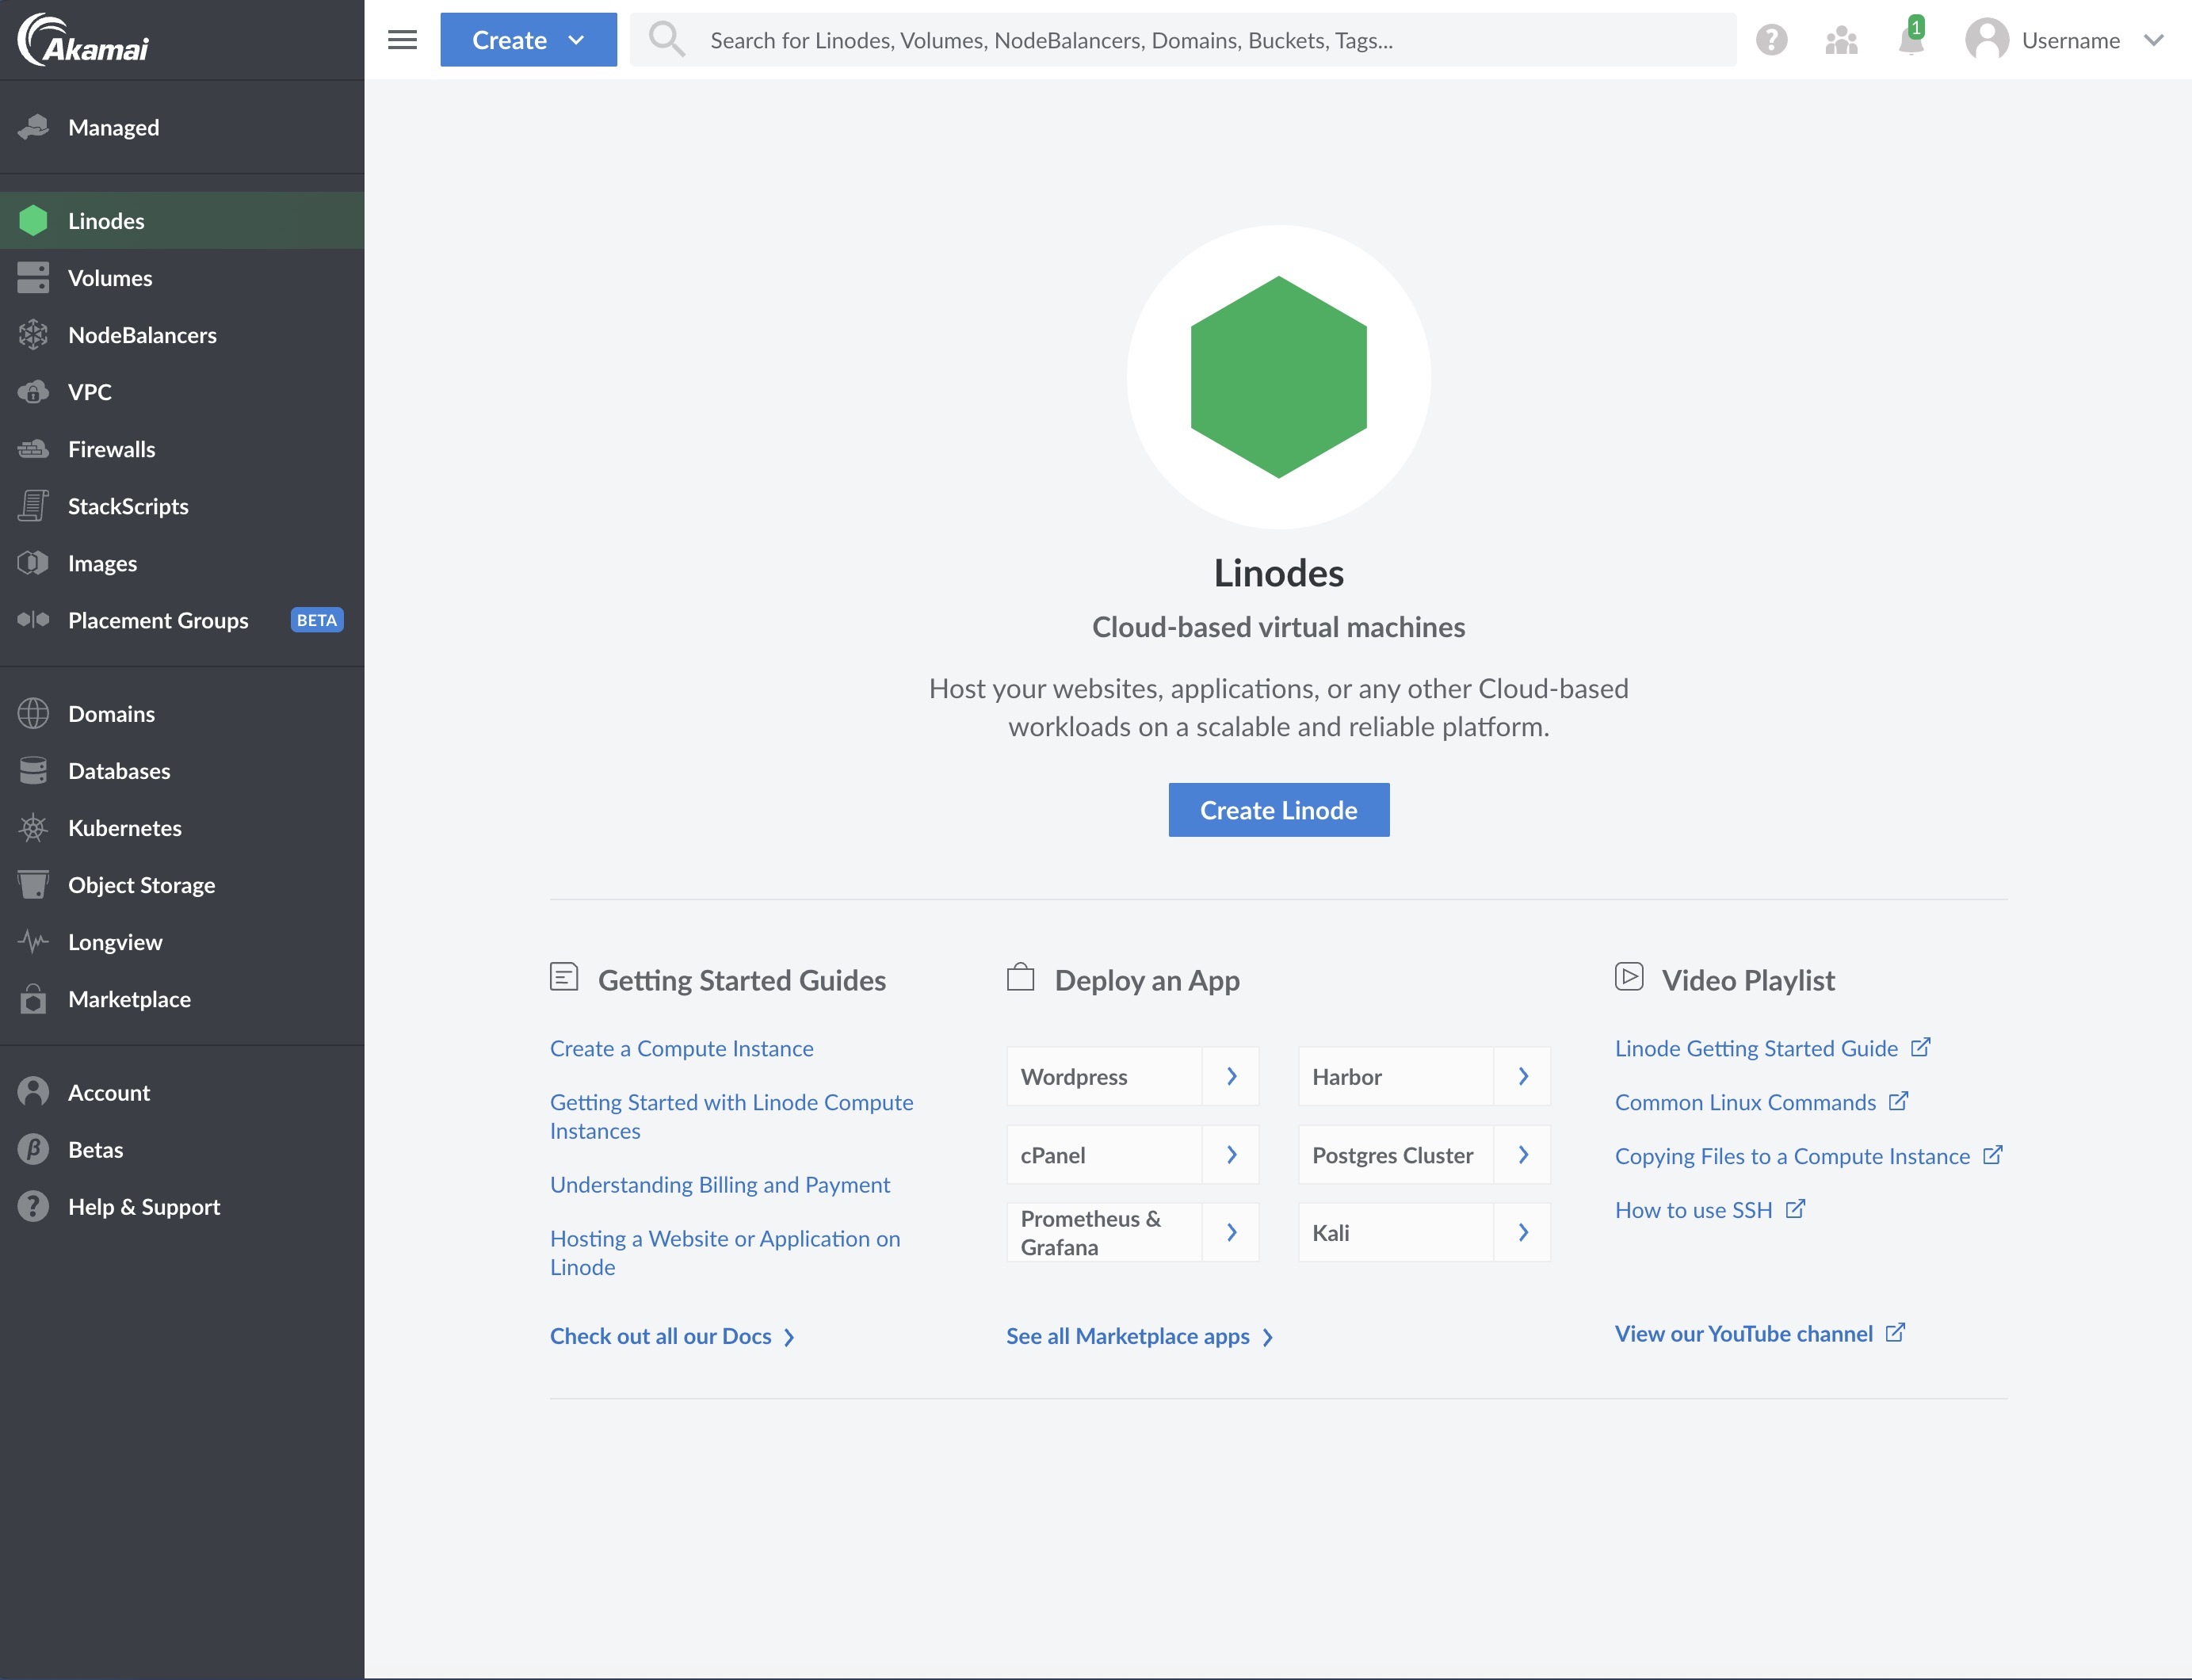 Akamai
Create
Search for Linodes, Volumes, NodeBalancers, Domains, Buckets, Tags...
?
1
Username
Managed
Linodes
Volumes
NodeBalancers
VPC
Firewalls
StackScripts
Images
Placement Groups BETA
Domains
Databases
Kubernetes
Object Storage
Longview
Marketplace
Account
β Betas
? Help & Support
Linodes
Cloud-based virtual machines
Host your websites, applications, or any other Cloud-based
workloads on a scalable and reliable platform.
Create Linode
Getting Started Guides
Create a Compute Instance
Getting Started with Linode Compute
Instances
Understanding Billing and Payment
Hosting a Website or Application on
Linode
Check out all our Docs
Deploy an App
Wordpress
Harbor
cPanel
Postgres Cluster
Prometheus &
Grafana
Kali
See all Marketplace apps
Video Playlist
Linode Getting Started Guide
Common Linux Commands
Copying Files to a Compute Instance
How to use SSH
View our YouTube channel